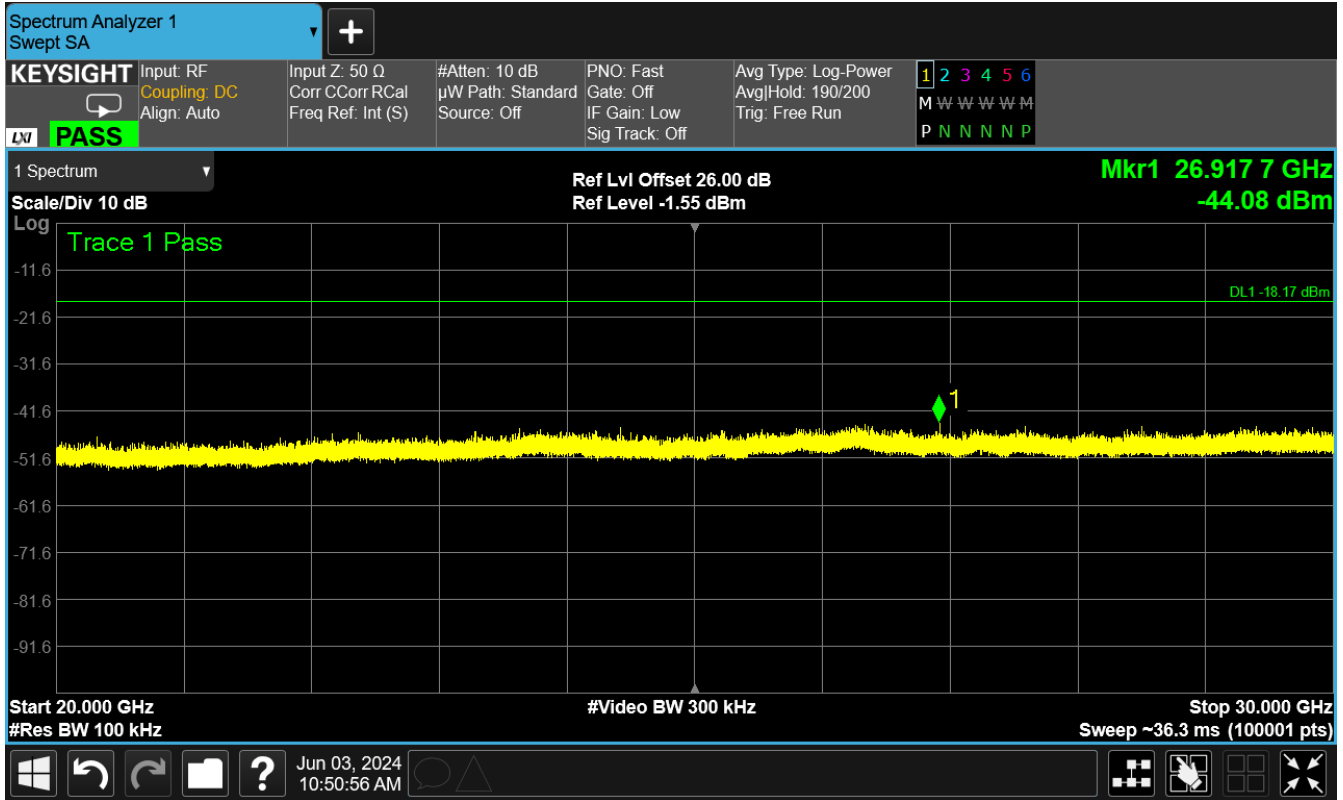 Spectrum Analyzer 1
Swept SA
KEYSIGHT
LXI PASS
Input: RF
Coupling: DC
Align: Auto
Input Z: 50 Ω
Corr CCorr RCal
Freq Ref: Int (S)
#Atten: 10 dB
µW Path: Standard
Source: Off
PNO: Fast
Gate: Off
IF Gain: Low
Sig Track: Off
Avg Type: Log-Power
Avg|Hold: 190/200
Trig: Free Run
1 2 3 4 5 6
M W W W W M
P N N N N P
1 Spectrum
Scale/Div 10 dB
Ref Lvl Offset 26.00 dB
Ref Level -1.55 dBm
Mkr1 26.917 7 GHz
-44.08 dBm
Log
Trace 1 Pass
-11.6
DL1 -18.17 dBm
-21.6
-31.6
-41.6
1
-51.6
-61.6
-71.6
-81.6
-91.6
Start 20.000 GHz
#Video BW 300 kHz
Stop 30.000 GHz
#Res BW 100 kHz
Sweep ~36.3 ms (100001 pts)
?
Jun 03, 2024
10:50:56 AM